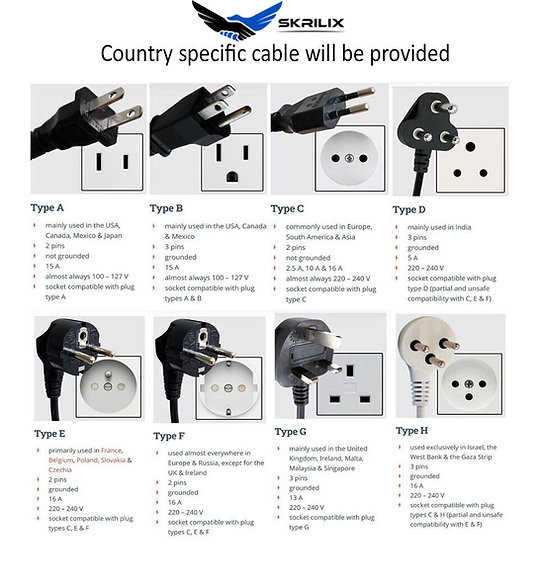 SKRILIX
Country specific cable will be provided
Type A
mainly used in the USA,
Canada, Mexico & Japan
2 pins
not grounded
15 A
almost always 100 – 127 V
socket compatible with plug
type A
Type B
mainly used in the USA, Canada
& Mexico
3 pins
grounded
15 A
almost always 100 – 127 V
socket compatible with plug
types A & B
Type C
commonly used in Europe,
South America & Asia
2 pins
not grounded
2.5 A, 10 A & 16 A
almost always 220 – 240 V
socket compatible with plug
type C
Type D
mainly used in India
3 pins
grounded
5 A
220 – 240 V
socket compatible with plug
type D (partial and unsafe
compatibility with C, E & F)
Type E
primarily used in France,
Belgium, Poland, Slovakia &
Czechia
2 pins
grounded
16 A
220 – 240 V
socket compatible with plug
types C, E & F
Type F
used almost everywhere in
Europe & Russia, except for the
UK & Ireland
2 pins
grounded
16 A
220 – 240 V
socket compatible with plug
types C, E & F
Type G
mainly used in the United
Kingdom, Ireland, Malta,
Malaysia & Singapore
3 pins
grounded
13 A
220 – 240 V
socket compatible with plug
type G
Type H
used exclusively in Israel, the
West Bank & the Gaza Strip
3 pins
grounded
16 A
220 – 240 V
socket compatible with plug
types C & H (partial and unsafe
compatibility with E & F)